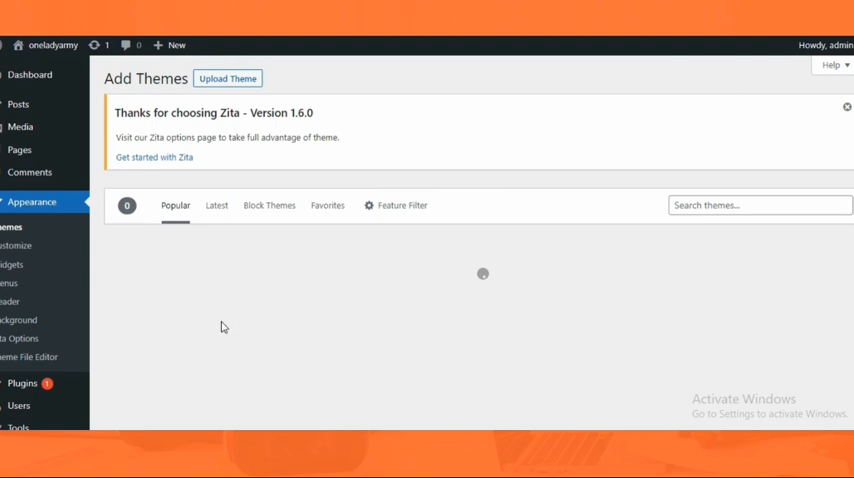 oneladyarmy 1 0 + New Howdy, admin
Help
Dashboard
Posts
Media
Pages
Comments
Appearance
emes
ustomize
idgets
enus
eader
ackground
ta Options
eme File Editor
Plugins 1
Users
Tools
Add Themes Upload Theme
Thanks for choosing Zita - Version 1.6.0
Visit our Zita options page to take full advantage of theme.
Get started with Zita
0 Popular Latest Block Themes Favorites Feature Filter Search themes...
Activate Windows
Go to Settings to activate Windows.